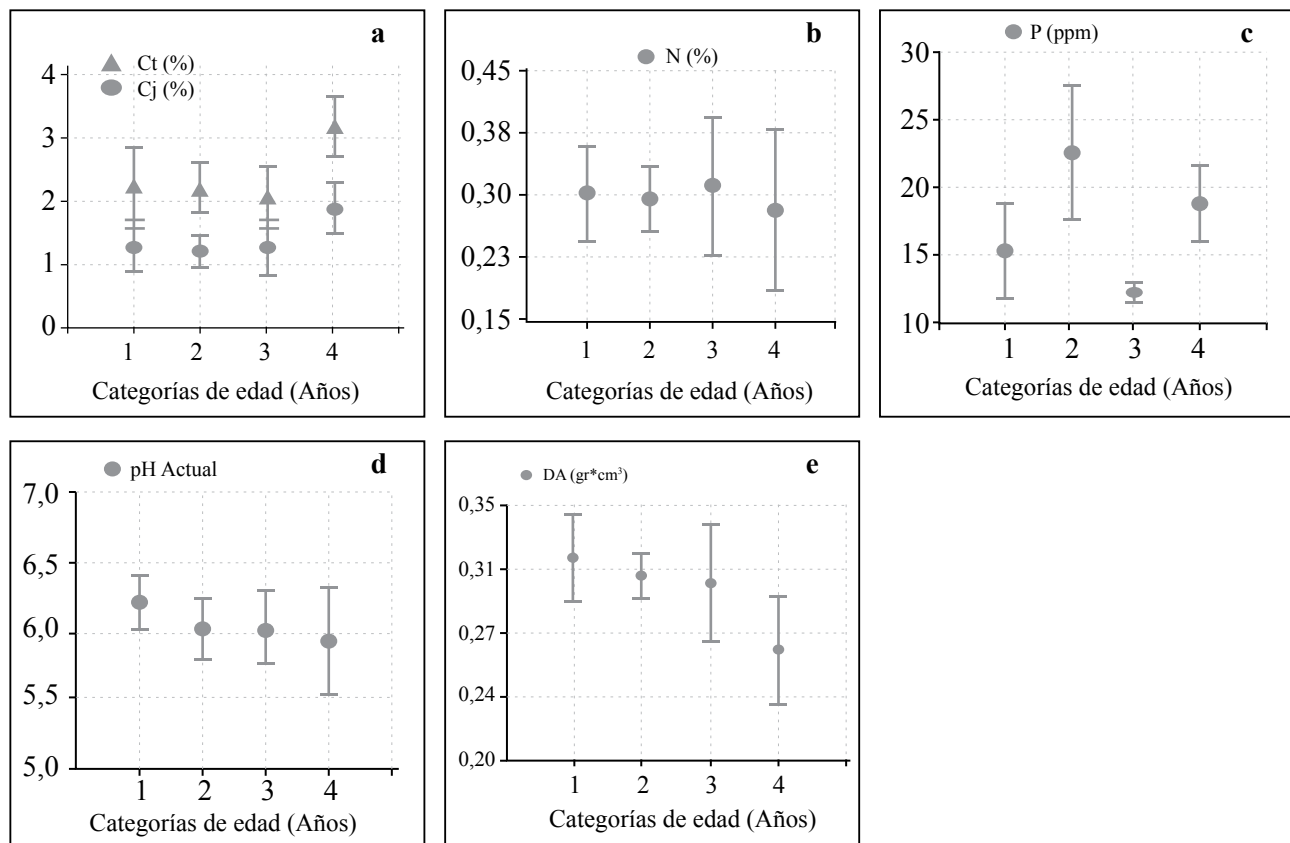 a
Ct (%)
Cj (%)
4
3
2
1
0
1 2 3 4
Categorías de edad (Años)
b
N (%)
0,45
0,38
0,30
0,23
0,15
1 2 3 4
Categorías de edad (Años)
P (ppm)
c
30
25
20
15
10
1 2 3 4
Categorías de edad (Años)
d
pH Actual
7,0
6,5
6,0
5,5
5,0
1 2 3 4
Categorías de edad (Años)
e
DA (gr*cm³)
0,35
0,31
0,27
0,24
0,20
1 2 3 4
Categorías de edad (Años)